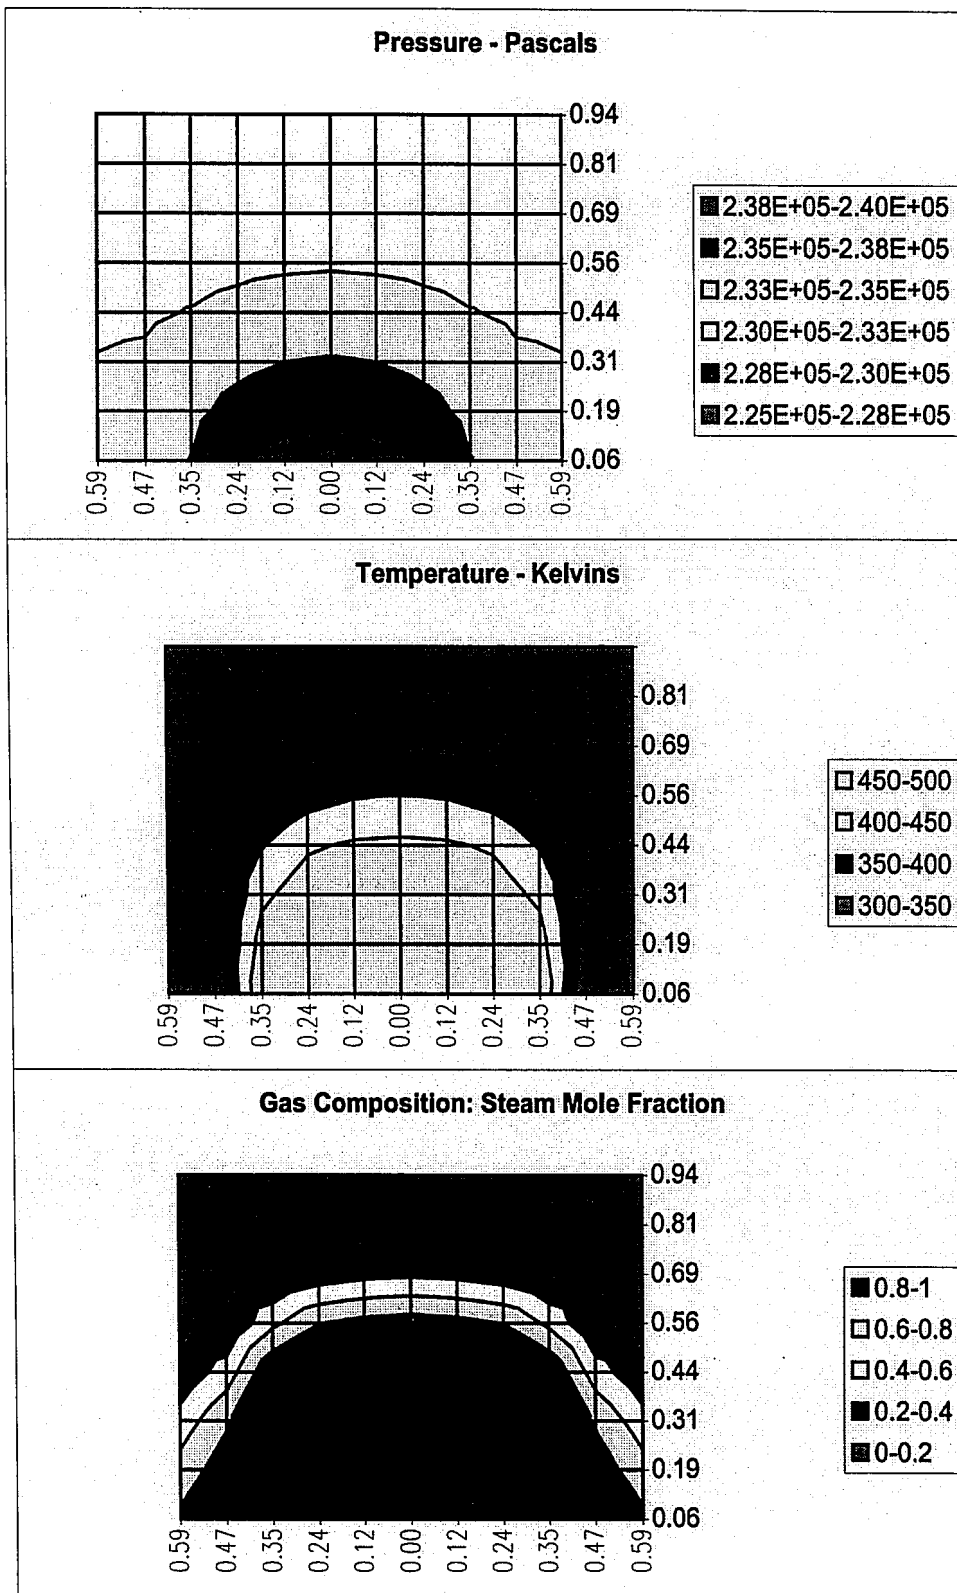 Pressure - Pascals
0.94
0.81
0.69
0.56
0.44
0.31
0.19
0.06
0.59 0.47 0.35 0.24 0.12 0.00 0.12 0.24 0.35 0.47 0.59
2.38E+05-2.40E+05
2.35E+05-2.38E+05
2.33E+05-2.35E+05
2.30E+05-2.33E+05
2.28E+05-2.30E+05
2.25E+05-2.28E+05
Temperature - Kelvins
0.81
0.69
0.56
0.44
0.31
0.19
0.06
0.59 0.47 0.35 0.24 0.12 0.00 0.12 0.24 0.35 0.47 0.59
450-500
400-450
350-400
300-350
Gas Composition: Steam Mole Fraction
0.94
0.81
0.69
0.56
0.44
0.31
0.19
0.06
0.59 0.47 0.35 0.24 0.12 0.00 0.12 0.24 0.35 0.47 0.59
0.8-1
0.6-0.8
0.4-0.6
0.2-0.4
0-0.2